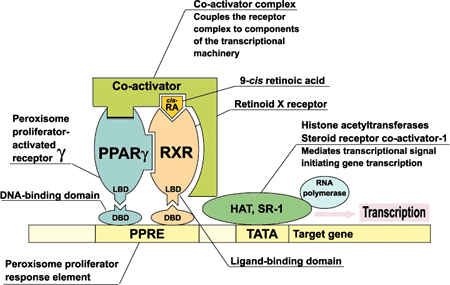 Co-activator complex
Couples the receptor
complex to components
of the transcriptional
machinery
Co-activator
9-cis retinoic acid
cis-
RA
Retinoid X receptor
Peroxisome
proliferator-
activated
receptor γ
PPARγ
RXR
Histone acetyltransferases
Steroid receptor co-activator-1
Mediates transcriptional signal
initiating gene transcription
LBD
LBD
RNA
polymerase
DNA-binding domain
HAT, SR-1
Transcription
DBD
DBD
PPRE
TATA
Target gene
Peroxisome proliferator
response element
Ligand-binding domain